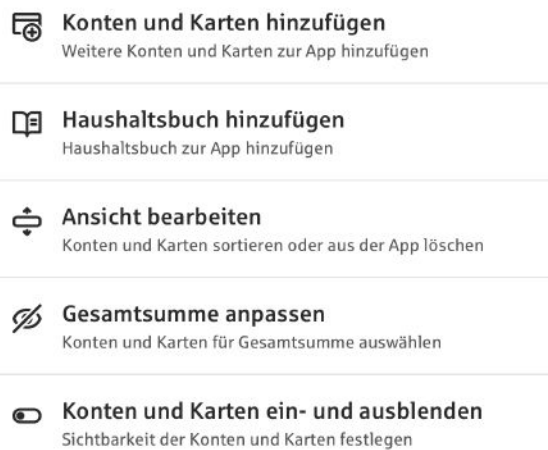 Konten und Karten hinzufügen
Weitere Konten und Karten zur App hinzufügen
Haushaltsbuch hinzufügen
Haushaltsbuch zur App hinzufügen
Ansicht bearbeiten
Konten und Karten sortieren oder aus der App löschen
Gesamtsumme anpassen
Konten und Karten für Gesamtsumme auswählen
Konten und Karten ein- und ausblenden
Sichtbarkeit der Konten und Karten festlegen